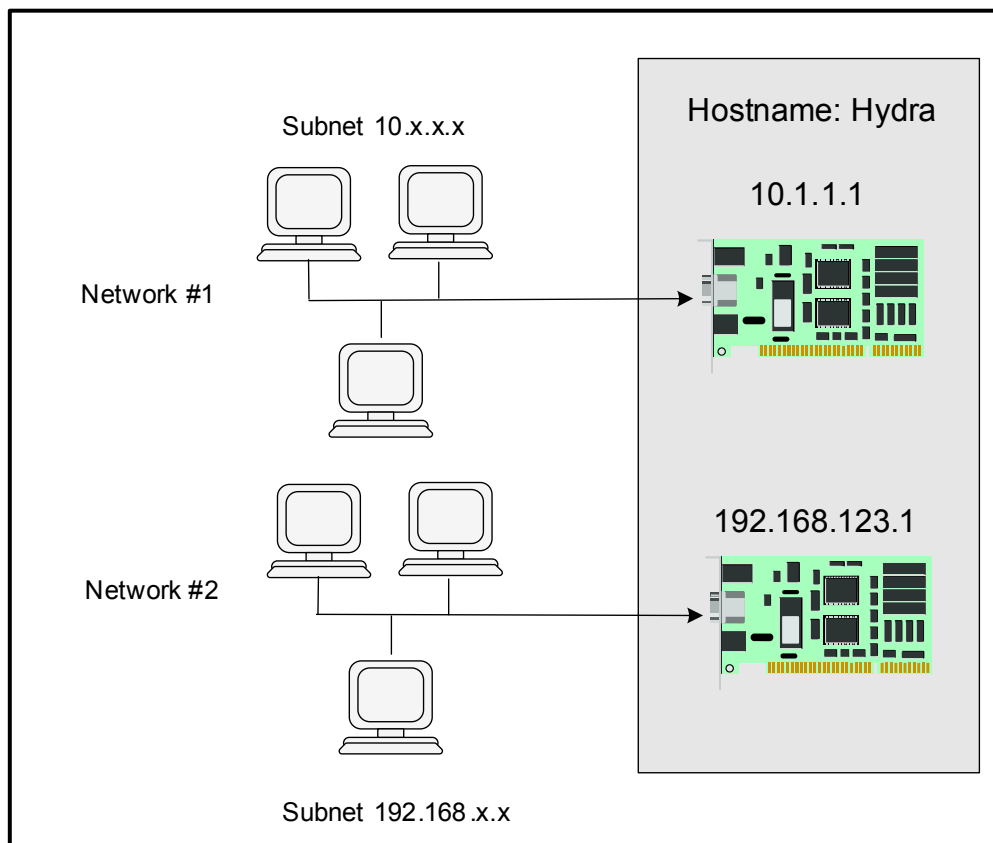 Subnet 10.x.x.x
Hostname: Hydra
10.1.1.1
Network #1
192.168.123.1
Network #2
Subnet 192.168.x.x